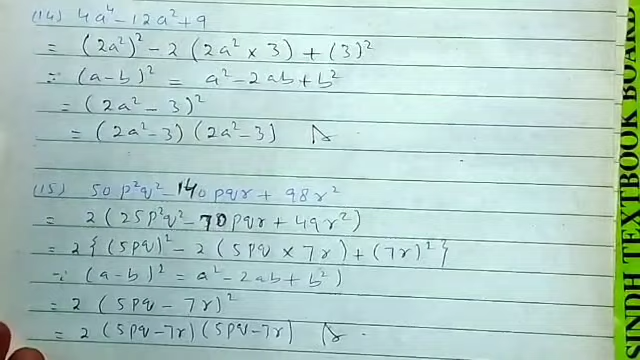 (14) 4a⁴-12a²+9
= (2a²)² - 2 (2a² × 3) + (3)²
∵ (a-b)² = a² - 2ab + b²
= (2a² - 3)²
= (2a²-3) (2a²-3)
(15) 50p²q² - 140pqr + 98r²
= 2(25p²q² - 70pqr + 49r²)
= 2{(5pq)² - 2 (5pq × 7r) + (7r)²}
∵ (a-b)² = a² - 2ab + b²)
= 2 (5pq - 7r)²
= 2 (5pq-7r) (5pq-7r)
SINDH TEXTBOOK BOARD